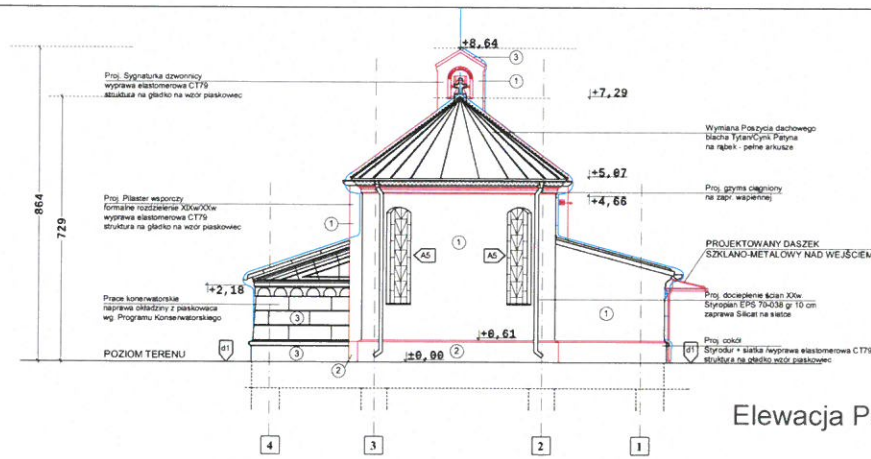 +8,64
3
1
Proj. Sygnaturka dzwonnicy
wyprawa elastomerowa CT79
struktura na gładko na wzór piaskowiec
+7,29
Wymiana Poszycia dachowego
blacha Tytan/Cynk Patyna
na rąbek - pełne arkusze
+5,07
+4,66
Proj. gzyms ciągniony
na zapr. wapiennej
864
729
Proj. Pilaster wsporczy
formalne rozdzielenie XIXw/XXw
wyprawa elastomerowa CT79
struktura na gładko na wzór piaskowiec
1
1
A5
A5
PROJEKTOWANY DASZEK
SZKLANO-METALOWY NAD WEJŚCIEM
+2,18
Prace konserwatorskie
naprawa okładziny z piaskowca
wg. Programu Konserwatorskiego
3
1
Proj. docieplenie ścian XXw.
Styropian EPS 70-038 gr 10 cm
zaprawa Silicat na siatce
+0,61
POZIOM TERENU
d1
3
2
±0,00
2
d1
Proj. cokół
Styrodur + siatka /wyprawa elastomerowa CT79
struktura na gładko wzór piaskowiec
Elewacja P
4
3
2
1